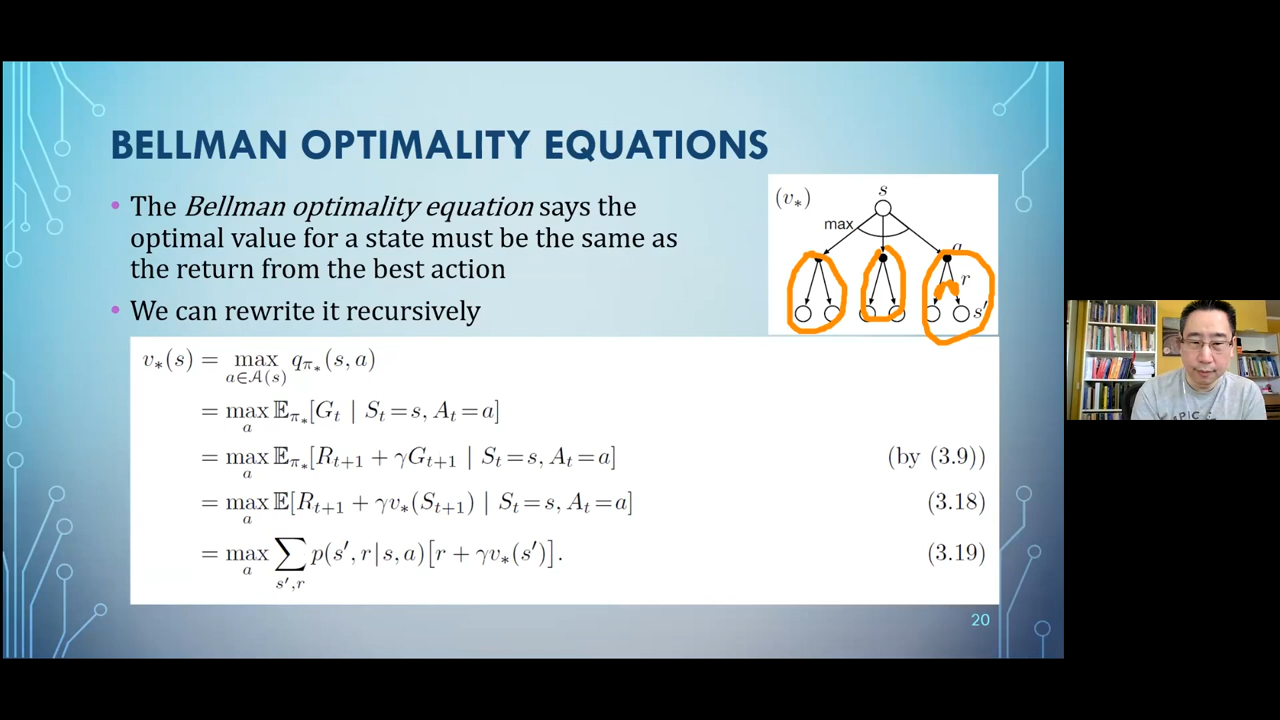 BELLMAN OPTIMALITY EQUATIONS
• The Bellman optimality equation says the
optimal value for a state must be the same as
the return from the best action
• We can rewrite it recursively
(v∗)
s
max
a
r
s′
v∗(s) = max_{a∈𝒜(s)} q_{π∗}(s, a)
= max_a 𝔼_{π∗}[G_t | S_t = s, A_t = a]
= max_a 𝔼_{π∗}[R_{t+1} + γG_{t+1} | S_t = s, A_t = a] (by (3.9))
= max_a 𝔼[R_{t+1} + γv∗(S_{t+1}) | S_t = s, A_t = a] (3.18)
= max_a ∑_{s′,r} p(s′, r | s, a)[r + γv∗(s′)]. (3.19)
20